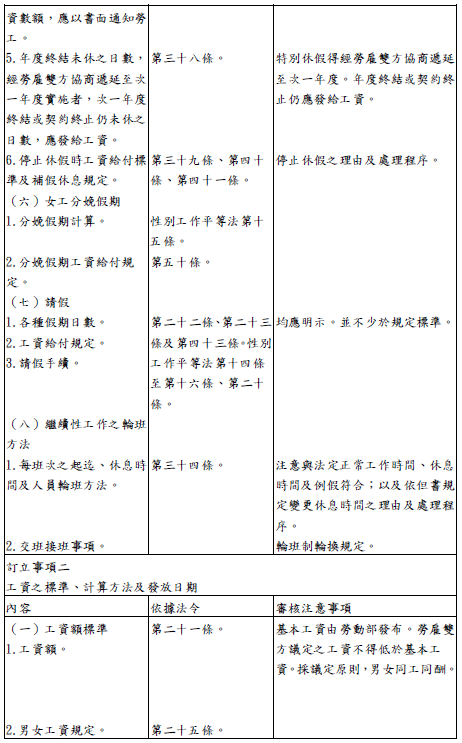 資數額，應以書面通知勞
工。
5.年度終結未休之日數，
經勞雇雙方協商遞延至次
一年度實施者，次一年度
終結或契約終止仍未休之
日數，應發給工資。
第三十八條。
特別休假得經勞雇雙方協商遞延
至次一年度。年度終結或契約終
止仍應發給工資。
6.停止休假時工資給付標
準及補假休息規定。
第三十九條、第四十
條、第四十一條。
停止休假之理由及處理程序。
（六）女工分娩假期
1.分娩假期計算。
性別工作平等法第十
五條。
2.分娩假期工資給付規
定。
第五十條。
（七）請假
1.各種假期日數。
2.工資給付規定。
3.請假手續。
第二十二條、第二十三
條及第四十三條。性別
工作平等法第十四條
至第十六條、第二十
條。
均應明示。並不少於規定標準。
（八）繼續性工作之輪班
方法
1.每班次之起迄、休息時
間及人員輪班方法。
第三十四條。
注意與法定正常工作時間、休息
時間及例假符合；以及依但書規
定變更休息時間之理由及處理程
序。
2.交班接班事項。
輪班制輪換規定。
訂立事項二
工資之標準、計算方法及發放日期
內容
依據法令
審核注意事項
（一）工資額標準
1.工資額。
第二十一條。
基本工資由勞動部發布。勞雇雙
方議定之工資不得低於基本工
資。採議定原則，男女同工同酬。
2.男女工資規定。
第二十五條。